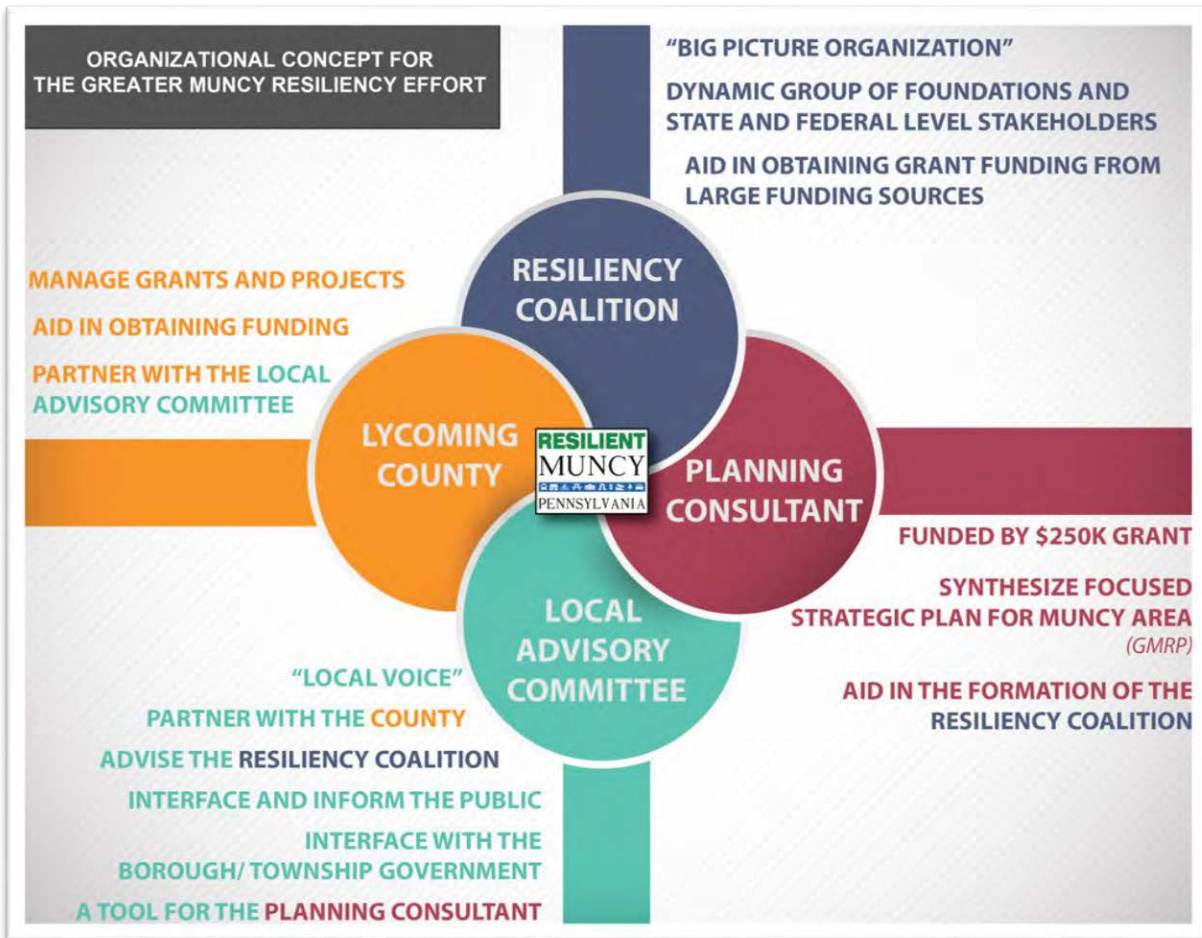 ORGANIZATIONAL CONCEPT FOR
THE GREATER MUNCY RESILIENCY EFFORT
"BIG PICTURE ORGANIZATION"
DYNAMIC GROUP OF FOUNDATIONS AND
STATE AND FEDERAL LEVEL STAKEHOLDERS
AID IN OBTAINING GRANT FUNDING FROM
LARGE FUNDING SOURCES
RESILIENCY
COALITION
MANAGE GRANTS AND PROJECTS
AID IN OBTAINING FUNDING
PARTNER WITH THE LOCAL
ADVISORY COMMITTEE
LYCOMING
COUNTY
RESILIENT
MUNCY
PENNSYLVANIA
PLANNING
CONSULTANT
FUNDED BY $250K GRANT
SYNTHESIZE FOCUSED
STRATEGIC PLAN FOR MUNCY AREA
(GMRP)
AID IN THE FORMATION OF THE
RESILIENCY COALITION
LOCAL
ADVISORY
COMMITTEE
"LOCAL VOICE"
PARTNER WITH THE COUNTY
ADVISE THE RESILIENCY COALITION
INTERFACE AND INFORM THE PUBLIC
INTERFACE WITH THE
BOROUGH/ TOWNSHIP GOVERNMENT
A TOOL FOR THE PLANNING CONSULTANT